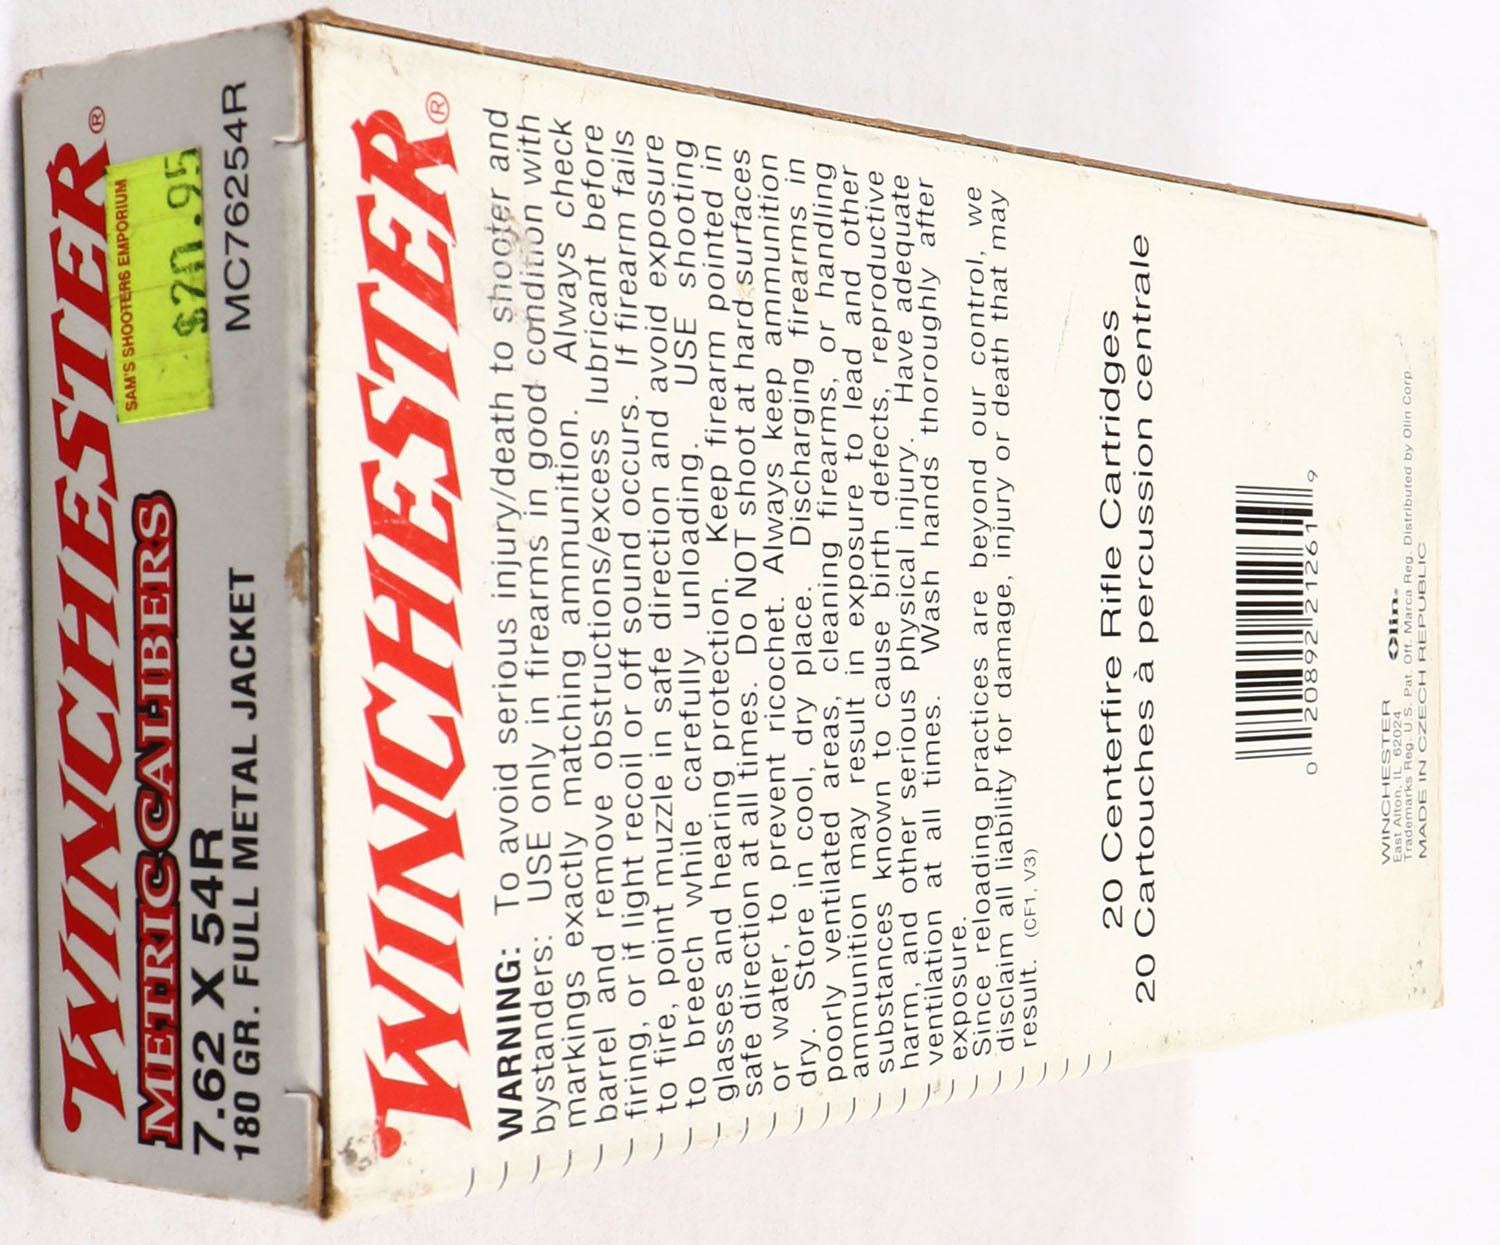 WINCHESTER®
SAM'S SHOOTERS EMPORIUM
$20.95
METRIC CALIBERS
7.62 X 54R
MC76254R
180 GR. FULL METAL JACKET
WINCHESTER®
WARNING: To avoid serious injury/death to shooter and
bystanders: USE only in firearms in good condition with
markings exactly matching ammunition. Always check
barrel and remove obstructions/excess lubricant before
firing, or if light recoil or off sound occurs. If firearm fails
to fire, point muzzle in safe direction and avoid exposure
to breech while carefully unloading. USE shooting
glasses and hearing protection. Keep firearm pointed in
safe direction at all times. Do NOT shoot at hard surfaces
or water, to prevent ricochet. Always keep ammunition
dry. Store in cool, dry place. Discharging firearms in
poorly ventilated areas, cleaning firearms, or handling
ammunition may result in exposure to lead and other
substances known to cause birth defects, reproductive
harm, and other serious physical injury. Have adequate
ventilation at all times. Wash hands thoroughly after
exposure.
Since reloading practices are beyond our control, we
disclaim all liability for damage, injury or death that may
result. (CF1, V3)
20 Centerfire Rifle Cartridges
20 Cartouches à percussion centrale
0 20892 21261 9
WINCHESTER Olin®
East Alton, IL 62024
Trademarks Reg. U.S. Pat. Off. Marca Reg. Distributed by Olin Corp.
MADE IN CZECH REPUBLIC